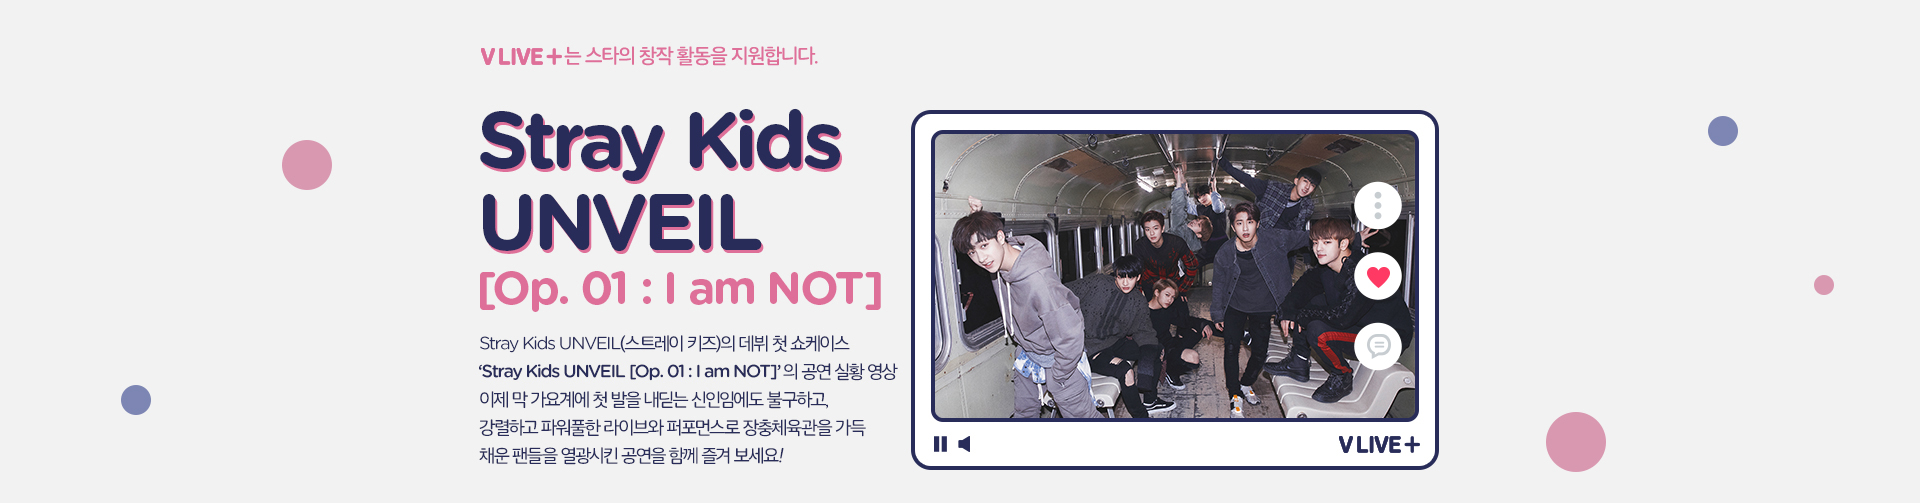 V LIVE+는 스타의 창작 활동을 지원합니다.
Stray Kids
UNVEIL
[Op. 01 : I am NOT]
Stray Kids UNVEIL(스트레이 키즈)의 데뷔 첫 쇼케이스
‘Stray Kids UNVEIL [Op. 01 : I am NOT]’의 공연 실황 영상
이제 막 가요계에 첫 발을 내딛는 신인임에도 불구하고,
강렬하고 파워풀한 라이브와 퍼포먼스로 장충체육관을 가득
채운 팬들을 열광시킨 공연을 함께 즐겨 보세요!
V LIVE+